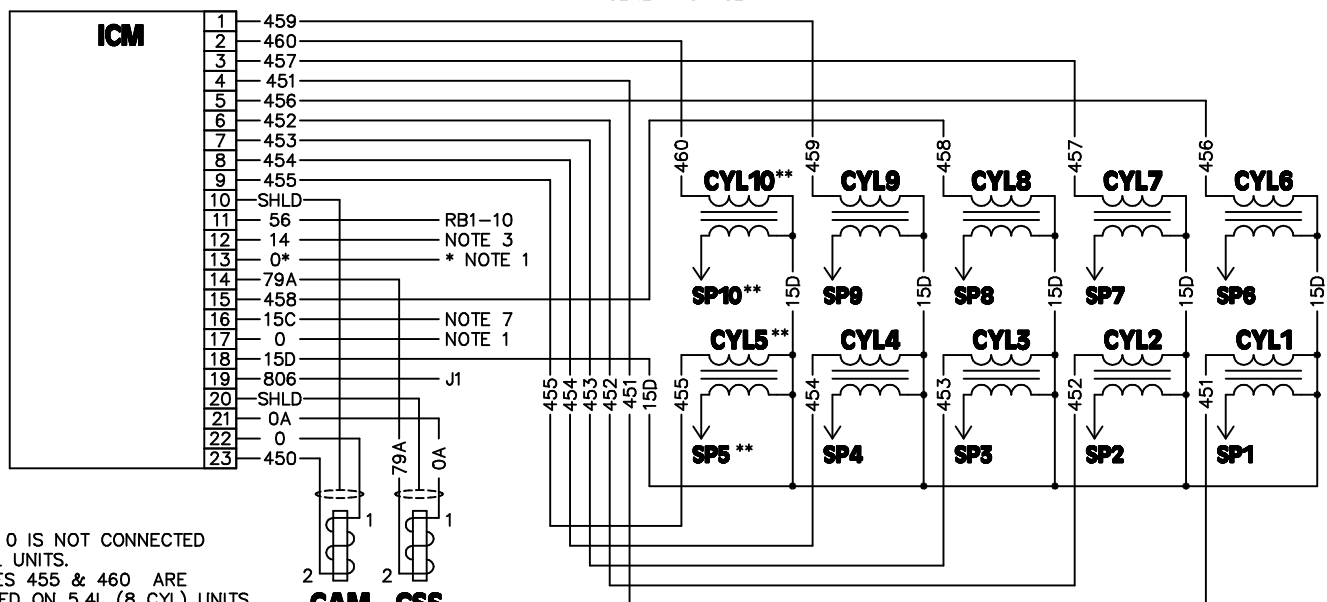 ICM
1 459
2 460
3 457
4 451
5 456
6 452
7 453
8 454
9 455
10 SHLD
11 56 RB1-10
12 14 NOTE 3
13 0* * NOTE 1
14 79A
15 458
16 15C NOTE 7
17 0 NOTE 1
18 15D
19 806 J1
20 SHLD
21 0A
22 0
23 450
460 459 458 457 456
CYL10** CYL9 CYL8 CYL7 CYL6
SP10** SP9 SP8 SP7 SP6
15D 15D 15D 15D 15D
CYL5** CYL4 CYL3 CYL2 CYL1
455 454 453 452 451 15D
455 454 453 452 451
SP5** SP4 SP3 SP2 SP1
79A 0A
1 1
2 2
CAM CSS
0 IS NOT CONNECTED
UNITS.
455 & 460 ARE
ON 5.4L (8 CYL) UNITS